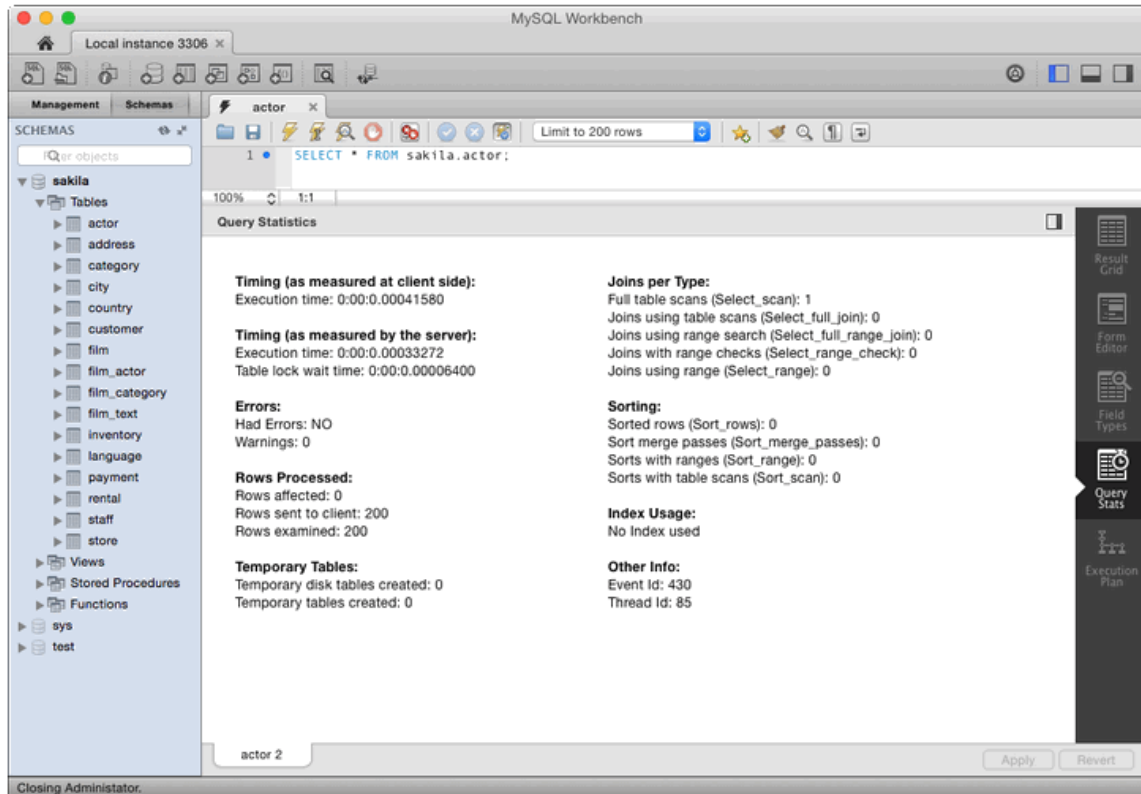 MySQL Workbench
Local instance 3306
Management Schemas
actor
SCHEMAS
Limit to 200 rows
objects
1 SELECT * FROM sakila.actor;
100% 1:1
sakila
Tables
actor
address
category
city
country
customer
film
film_actor
film_category
film_text
inventory
language
payment
rental
staff
store
Views
Stored Procedures
Functions
sys
test
Query Statistics
Timing (as measured at client side):
Execution time: 0:00:0.00041580
Timing (as measured by the server):
Execution time: 0:00:0.00033272
Table lock wait time: 0:00:0.00006400
Errors:
Had Errors: NO
Warnings: 0
Rows Processed:
Rows affected: 0
Rows sent to client: 200
Rows examined: 200
Temporary Tables:
Temporary disk tables created: 0
Temporary tables created: 0
Joins per Type:
Full table scans (Select_scan): 1
Joins using table scans (Select_full_join): 0
Joins using range search (Select_full_range_join): 0
Joins with range checks (Select_range_check): 0
Joins using range (Select_range): 0
Sorting:
Sorted rows (Sort_rows): 0
Sort merge passes (Sort_merge_passes): 0
Sorts with ranges (Sort_range): 0
Sorts with table scans (Sort_scan): 0
Index Usage:
No Index used
Other Info:
Event Id: 430
Thread Id: 85
Result
Grid
Form
Editor
Field
Types
Query
Stats
Execution
Plan
actor 2
Apply Revert
Closing Administator.